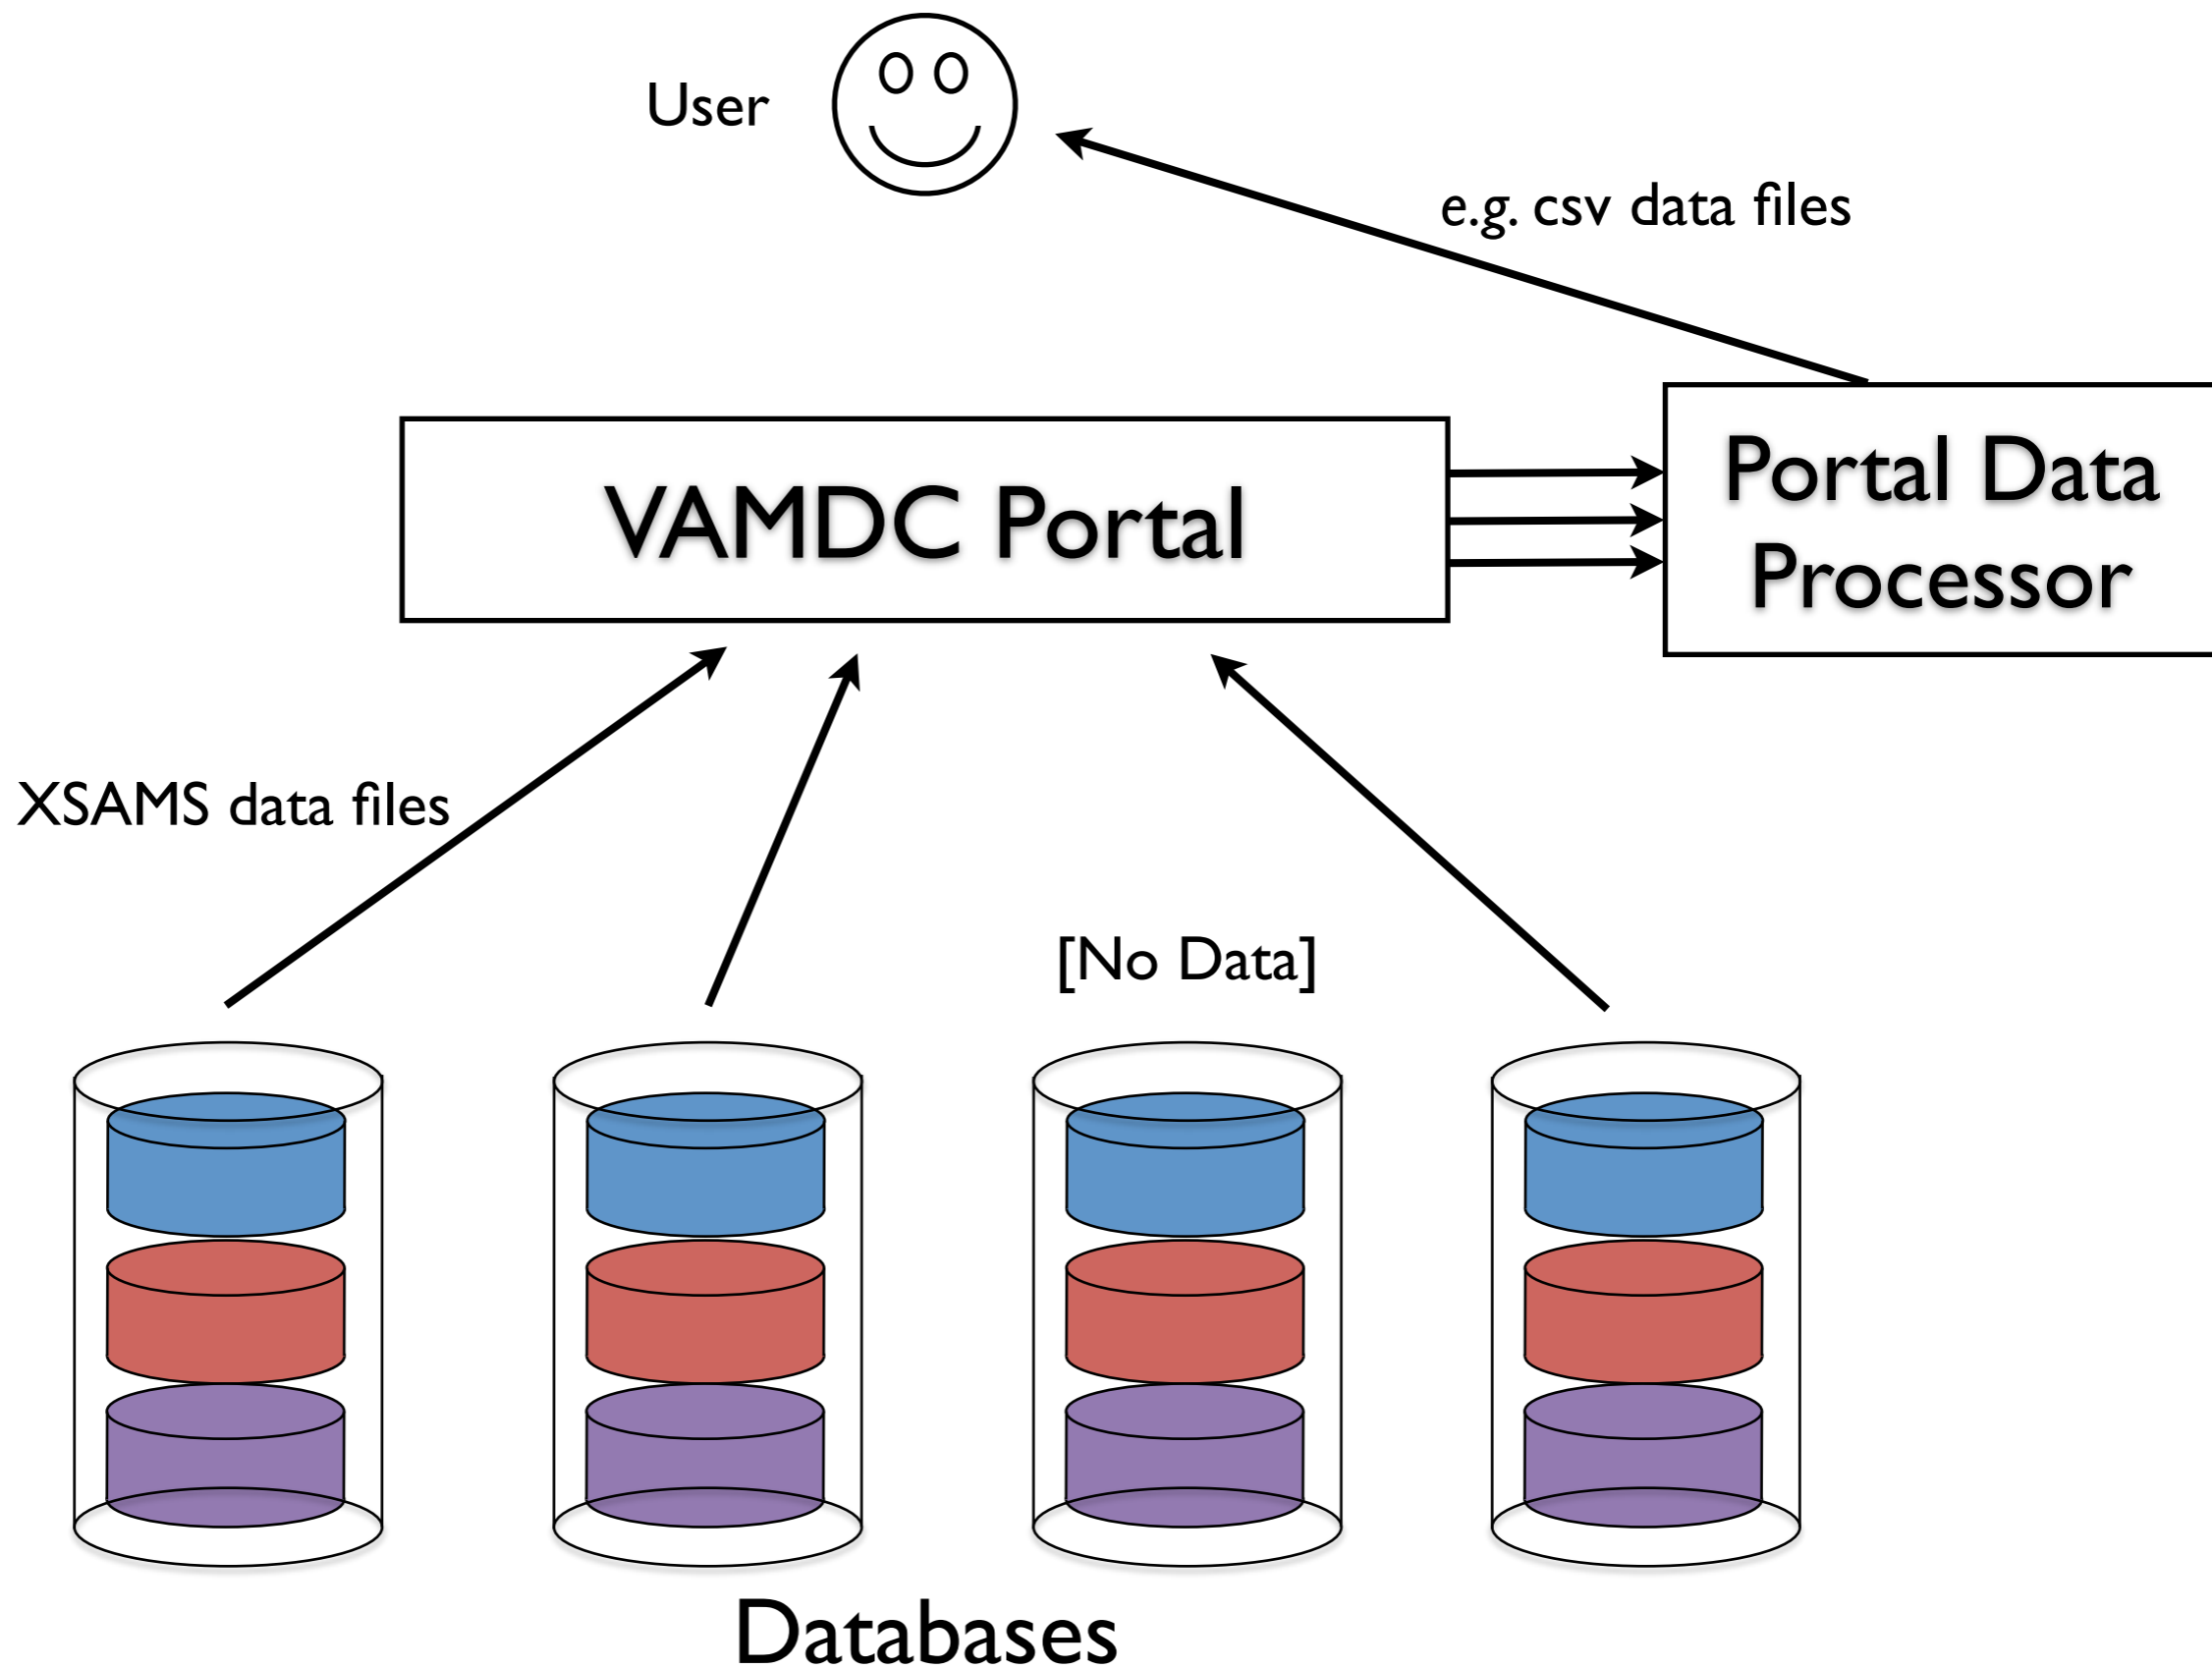 User
e.g. csv data files
VAMDC Portal
Portal Data
Processor
XSAMS data files
[No Data]
Databases